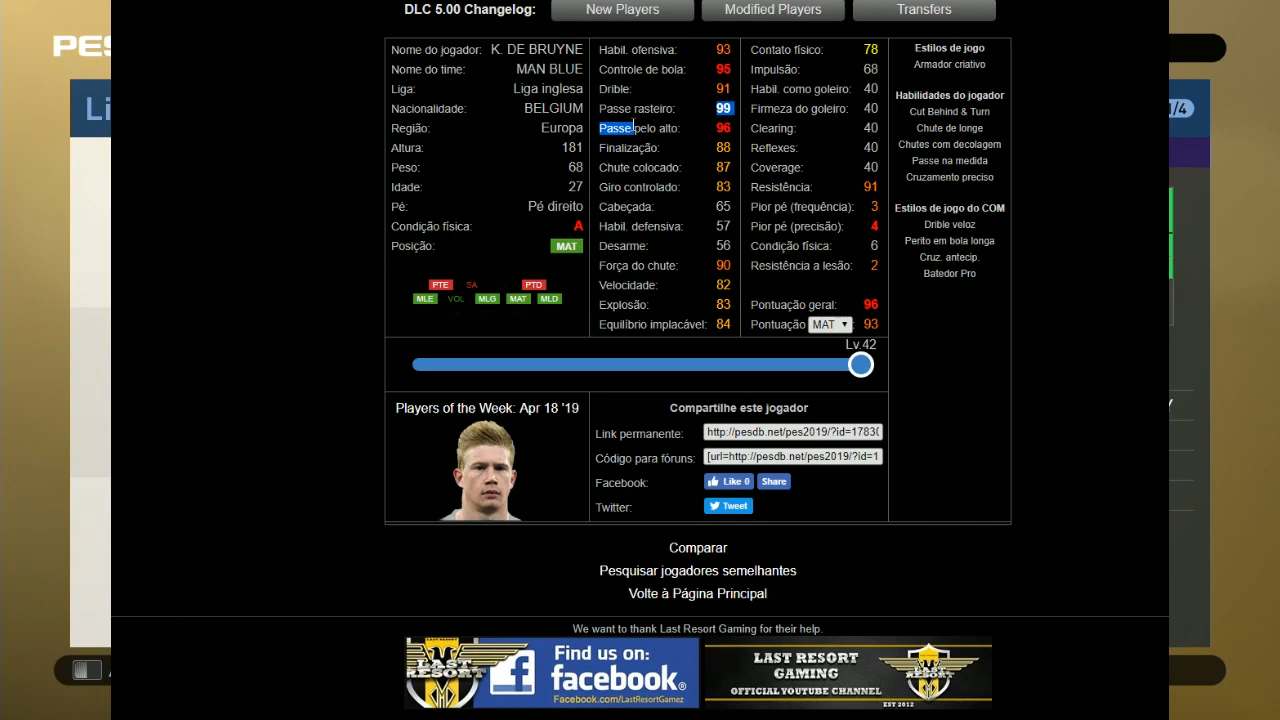 PES
Li
1/4
DLC 5.00 Changelog:
New Players
Modified Players
Transfers
Nome do jogador: K. DE BRUYNE
Nome do time: MAN BLUE
Liga: Liga inglesa
Nacionalidade: BELGIUM
Região: Europa
Altura: 181
Peso: 68
Idade: 27
Pé: Pé direito
Condição física: A
Posição: MAT
PTE SA PTD
MLE VOL MLG MAT MLD
Habil. ofensiva: 93
Controle de bola: 95
Drible: 91
Passe rasteiro: 99
Passe pelo alto: 96
Finalização: 88
Chute colocado: 87
Giro controlado: 83
Cabeçada: 65
Habil. defensiva: 57
Desarme: 56
Força do chute: 90
Velocidade: 82
Explosão: 83
Equilíbrio implacável: 84
Contato físico: 78
Impulsão: 68
Habil. como goleiro: 40
Firmeza do goleiro: 40
Clearing: 40
Reflexes: 40
Coverage: 40
Resistência: 91
Pior pé (frequência): 3
Pior pé (precisão): 4
Condição física: 6
Resistência a lesão: 2
Pontuação geral: 96
Pontuação MAT : 93
Estilos de jogo
Armador criativo
Habilidades do jogador
Cut Behind & Turn
Chute de longe
Chutes com decolagem
Passe na medida
Cruzamento preciso
Estilos de jogo do COM
Drible veloz
Perito em bola longa
Cruz. antecip.
Batedor Pro
Lv.42
Players of the Week: Apr 18 '19
Compartilhe este jogador
Link permanente: http://pesdb.net/pes2019/?id=1783(
Código para fóruns: [url=http://pesdb.net/pes2019/?id=1
Facebook: Like 0 Share
Twitter: Tweet
Comparar
Pesquisar jogadores semelhantes
Volte à Página Principal
We want to thank Last Resort Gaming for their help.
LAST RESORT
Find us on:
facebook®
Facebook.com/LastResortGamez
LAST RESORT
GAMING
OFFICIAL YOUTUBE CHANNEL
LAST RESORT
EST 2012